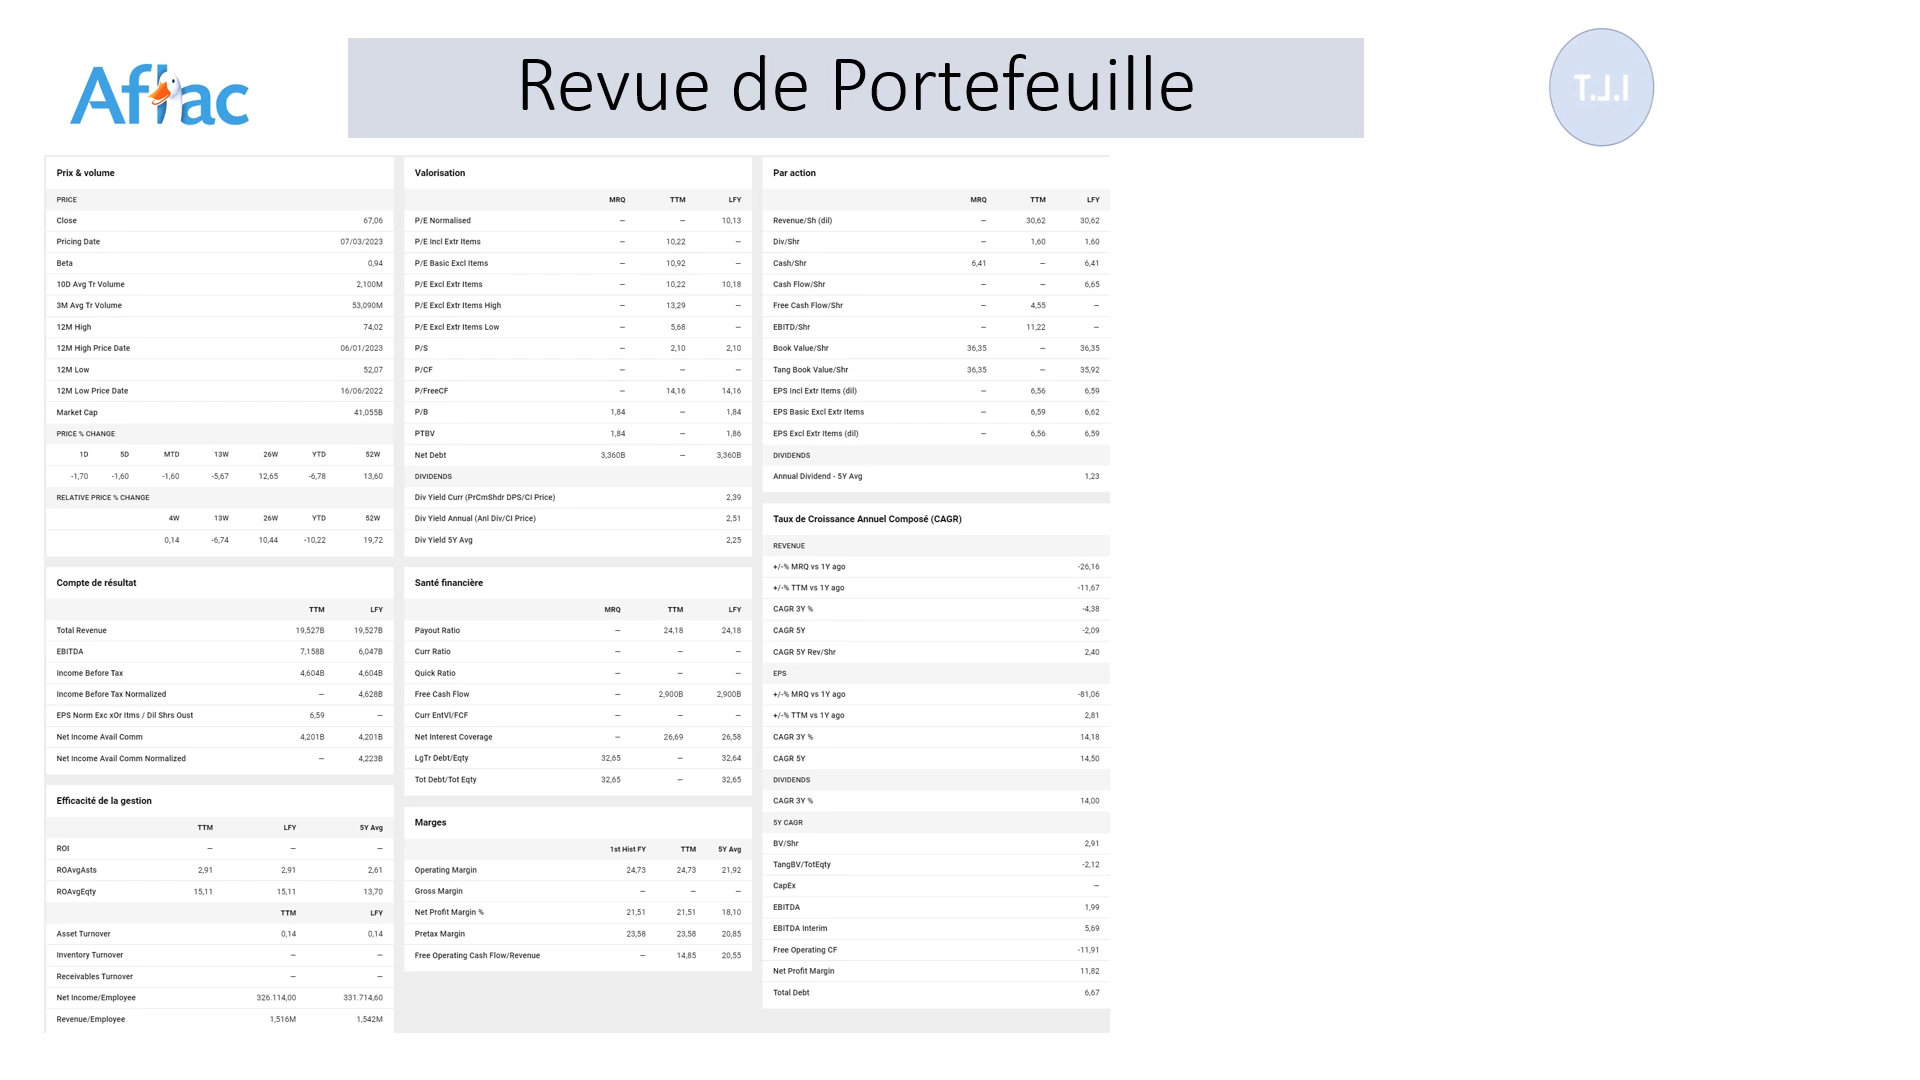 Aflac
Revue de Portefeuille
T.J.I
Prix & volume
PRICE
Close 67,06
Pricing Date 07/03/2023
Beta 0,94
10D Avg Tr Volume 2,100M
3M Avg Tr Volume 53,090M
12M High 74,02
12M High Price Date 06/01/2023
12M Low 52,07
12M Low Price Date 16/06/2022
Market Cap 41,055B
PRICE % CHANGE
1D 5D MTD 13W 26W YTD 52W
-1,70 -1,60 -1,60 -5,67 12,65 -6,78 13,60
RELATIVE PRICE % CHANGE
4W 13W 26W YTD 52W
0,14 -6,74 10,44 -10,22 19,72
Compte de résultat
TTM LFY
Total Revenue 19,527B 19,527B
EBITDA 7,158B 6,047B
Income Before Tax 4,604B 4,604B
Income Before Tax Normalized — 4,628B
EPS Norm Exc xOr Itms / Dil Shrs Oust 6,59 —
Net Income Avail Comm 4,201B 4,201B
Net Income Avail Comm Normalized — 4,223B
Efficacité de la gestion
TTM LFY 5Y Avg
ROI — — —
ROAvgAsts 2,91 2,91 2,61
ROAvgEqty 15,11 15,11 13,70
TTM LFY
Asset Turnover 0,14 0,14
Inventory Turnover — —
Receivables Turnover — —
Net Income/Employee 326.114,00 331.714,60
Revenue/Employee 1,516M 1,542M
Valorisation
MRQ TTM LFY
P/E Normalised — — 10,13
P/E Incl Extr Items — 10,22 —
P/E Basic Excl Items — 10,92 —
P/E Excl Extr Items — 10,22 10,18
P/E Excl Extr Items High — 13,29 —
P/E Excl Extr Items Low — 5,68 —
P/S — 2,10 2,10
P/CF — — —
P/FreeCF — 14,16 14,16
P/B 1,84 — 1,84
PTBV 1,84 — 1,86
Net Debt 3,360B — 3,360B
DIVIDENDS
Div Yield Curr (PrCmShdr DPS/Cl Price) 2,39
Div Yield Annual (Anl Div/Cl Price) 2,51
Div Yield 5Y Avg 2,25
Santé financière
MRQ TTM LFY
Payout Ratio — 24,18 24,18
Curr Ratio — — —
Quick Ratio — — —
Free Cash Flow — 2,900B 2,900B
Curr EntVl/FCF — — —
Net Interest Coverage — 26,69 26,58
LgTr Debt/Eqty 32,65 — 32,64
Tot Debt/Tot Eqty 32,65 — 32,65
Marges
1st Hist FY TTM 5Y Avg
Operating Margin 24,73 24,73 21,92
Gross Margin — — —
Net Profit Margin % 21,51 21,51 18,10
Pretax Margin 23,58 23,58 20,85
Free Operating Cash Flow/Revenue — 14,85 20,55
Par action
MRQ TTM LFY
Revenue/Sh (dil) — 30,62 30,62
Div/Shr — 1,60 1,60
Cash/Shr 6,41 — 6,41
Cash Flow/Shr — — 6,65
Free Cash Flow/Shr — 4,55 —
EBITD/Shr — 11,22 —
Book Value/Shr 36,35 — 36,35
Tang Book Value/Shr 36,35 — 35,92
EPS Incl Extr Items (dil) — 6,56 6,59
EPS Basic Excl Extr Items — 6,59 6,62
EPS Excl Extr Items (dil) — 6,56 6,59
DIVIDENDS
Annual Dividend - 5Y Avg 1,23
Taux de Croissance Annuel Composé (CAGR)
REVENUE
+/-% MRQ vs 1Y ago -26,16
+/-% TTM vs 1Y ago -11,67
CAGR 3Y % -4,38
CAGR 5Y -2,09
CAGR 5Y Rev/Shr 2,40
EPS
+/-% MRQ vs 1Y ago -81,06
+/-% TTM vs 1Y ago 2,81
CAGR 3Y % 14,18
CAGR 5Y 14,50
DIVIDENDS
CAGR 3Y % 14,00
5Y CAGR
BV/Shr 2,91
TangBV/TotEqty -2,12
CapEx —
EBITDA 1,99
EBITDA Interim 5,69
Free Operating CF -11,91
Net Profit Margin 11,82
Total Debt 6,67